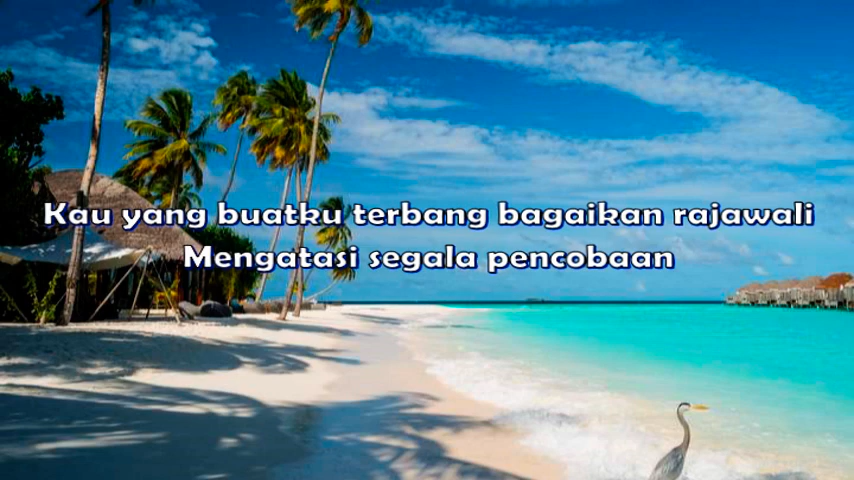 Kau yang buatku terbang bagaikan rajawali
Mengatasi segala pencobaan